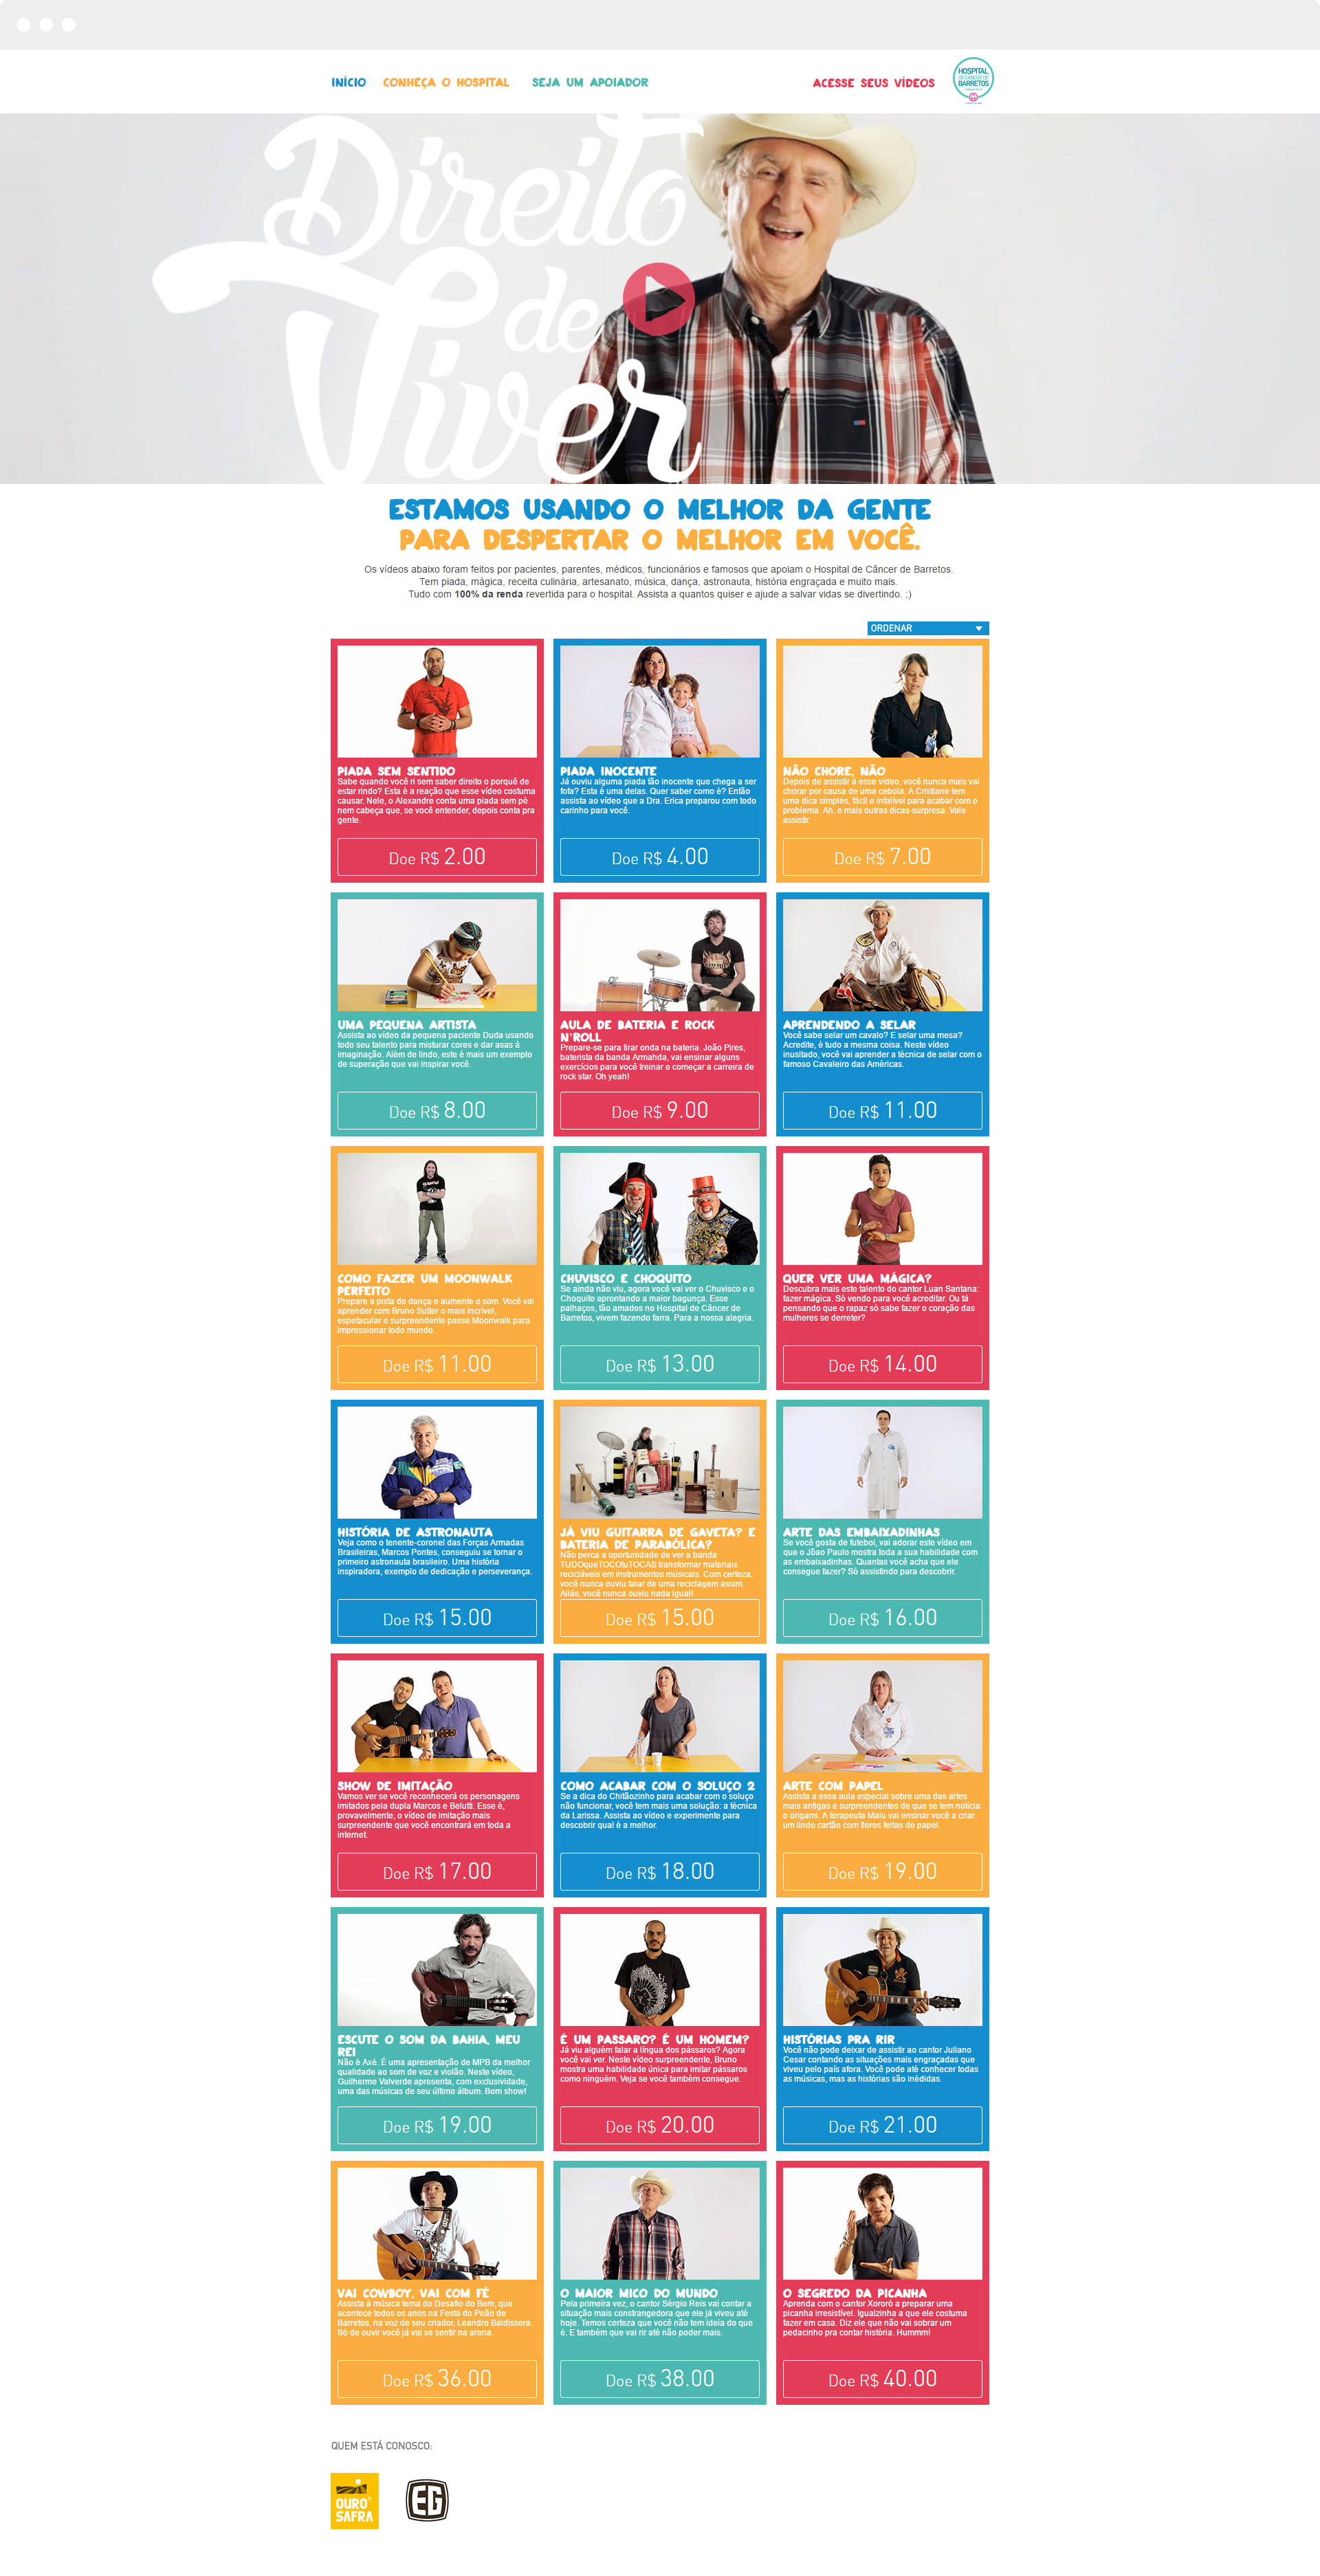 INÍCIO CONHEÇA O HOSPITAL SEJA UM APOIADOR ACESSE SEUS VÍDEOS
HOSPITAL
DE CÂNCER DE
BARRETOS
Direito
de
Viver
ESTAMOS USANDO O MELHOR DA GENTE
PARA DESPERTAR O MELHOR EM VOCÊ.
Os vídeos abaixo foram feitos por pacientes, parentes, médicos, funcionários e famosos que apoiam o Hospital de Câncer de Barretos.
Tem piada, mágica, receita culinária, artesanato, música, dança, astronauta, história engraçada e muito mais.
Tudo com 100% da renda revertida para o hospital. Assista a quantos quiser e ajude a salvar vidas se divertindo. ;)
ORDENAR
PIADA SEM SENTIDO
Sabe quando você ri sem saber direito o porquê de
estar rindo? Esta é a reação que esse vídeo costuma
causar. Nele, o Alexandre conta uma piada sem pé
nem cabeça que, se você entender, depois conta pra
gente.
Doe R$ 2.00
PIADA INOCENTE
Já ouviu alguma piada tão inocente que chega a ser
fofa? Esta é uma delas. Quer saber como é? Então
assista ao vídeo que a Dra. Erica preparou com todo
carinho para você.
Doe R$ 4.00
NÃO CHORE, NÃO
Depois de assistir a esse vídeo, você nunca mais vai
chorar por causa de uma cebola. A Cristiane tem
uma dica simples, fácil e infalível para acabar com o
problema. Ah, e mais outras dicas-surpresa. Vale
assistir.
Doe R$ 7.00
UMA PEQUENA ARTISTA
Assista ao vídeo da pequena paciente Duda usando
todo seu talento para misturar cores e dar asas à
imaginação. Além de lindo, este é mais um exemplo
de superação que vai inspirar você.
Doe R$ 8.00
AULA DE BATERIA E ROCK
N'ROLL
Prepare-se para tirar onda na bateria. João Pires,
baterista da banda Armahda, vai ensinar alguns
exercícios para você treinar e começar a carreira de
rock star. Oh yeah!
Doe R$ 9.00
APRENDENDO A SELAR
Você sabe selar um cavalo? E selar uma mesa?
Acredite, é tudo a mesma coisa. Neste vídeo
inusitado, você vai aprender a técnica de selar com o
famoso Cavaleiro das Américas.
Doe R$ 11.00
COMO FAZER UM MOONWALK
PERFEITO
Prepare a pista de dança e aumente o som. Você vai
aprender com Bruno Sutter o mais incrível,
espetacular e surpreendente passe Moonwalk para
impressionar todo mundo.
Doe R$ 11.00
CHUVISCO E CHOQUITO
Se ainda não viu, agora você vai ver o Chuvisco e o
Choquito aprontando a maior bagunça. Esse
palhaços, tão amados no Hospital de Câncer de
Barretos, vivem fazendo farra. Para a nossa alegria.
Doe R$ 13.00
QUER VER UMA MÁGICA?
Descubra mais este talento do cantor Luan Santana:
fazer mágica. Só vendo para você acreditar. Ou tá
pensando que o rapaz só sabe fazer o coração das
mulheres se derreter?
Doe R$ 14.00
HISTÓRIA DE ASTRONAUTA
Veja como o tenente-coronel das Forças Armadas
Brasileiras, Marcos Pontes, conseguiu se tornar o
primeiro astronauta brasileiro. Uma história
inspiradora, exemplo de dedicação e perseverança.
Doe R$ 15.00
JÁ VIU GUITARRA DE GAVETA? E
BATERIA DE PARABÓLICA?
Não perca a oportunidade de ver a banda
TUDOqueTOCOtuTOCAS transformar materiais
recicláveis em instrumentos músicais. Com certeza,
você nunca ouviu falar de uma reciclagem assim.
Aliás, você nunca ouviu nada igual!
Doe R$ 15.00
ARTE DAS EMBAIXADINHAS
Se você gosta de futebol, vai adorar este vídeo em
que o Jõao Paulo mostra toda a sua habilidade com
as embaixadinhas. Quantas você acha que ele
consegue fazer? Só assistindo para descobrir.
Doe R$ 16.00
SHOW DE IMITAÇÃO
Vamos ver se você reconhecerá os personagens
imitados pela dupla Marcos e Belutti. Esse é,
provavelmente, o vídeo de imitação mais
surpreendente que você encontrará em toda a
internet.
Doe R$ 17.00
COMO ACABAR COM O SOLUÇO 2
Se a dica do Chitãozinho para acabar com o soluço
não funcionar, você tem mais uma solução: a técnica
da Larissa. Assista ao vídeo e experimente para
descobrir qual é a melhor.
Doe R$ 18.00
ARTE COM PAPEL
Assista a essa aula especial sobre uma das artes
mais antigas e surpreendentes de que se tem notícia:
o origami. A terapeuta Malu vai ensinar você a criar
um lindo cartão com flores feitas de papel.
Doe R$ 19.00
ESCUTE O SOM DA BAHIA, MEU
REI
Não é Axé. É uma apresentação de MPB da melhor
qualidade ao som de voz e violão. Neste vídeo,
Guilherme Valverde apresenta, com exclusividade,
uma das músicas de seu último álbum. Bom show!
Doe R$ 19.00
É UM PASSARO? É UM HOMEM?
Já viu alguém falar a língua dos pássaros? Agora
você vai ver. Neste vídeo surpreendente, Bruno
mostra uma habilidade única para imitar pássaros
como ninguém. Veja se você também consegue.
Doe R$ 20.00
HISTÓRIAS PRA RIR
Você não pode deixar de assistir ao cantor Juliano
Cesar contando as situações mais engraçadas que
viveu pelo país afora. Você pode até conhecer todas
as músicas, mas as histórias são inéditas.
Doe R$ 21.00
VAI COWBOY, VAI COM FÉ
Assista à música tema do Desafio do Bem, que
acontece todos os anos na Festa do Peão de
Barretos, na voz de seu criador, Leandro Baldissera.
Só de ouvir você já vai se sentir na arena.
Doe R$ 36.00
O MAIOR MICO DO MUNDO
Pela primeira vez, o cantor Sérgio Reis vai contar a
situação mais constrangedora que ele já viveu até
hoje. Temos certeza que você não tem ideia do que
é. E também que vai rir até não poder mais.
Doe R$ 38.00
O SEGREDO DA PICANHA
Aprenda com o cantor Xororó a preparar uma
picanha irresistível. Igualzinha a que ele costuma
fazer em casa. Diz ele que não vai sobrar um
pedacinho pra contar história. Hummm!
Doe R$ 40.00
QUEM ESTÁ CONOSCO:
OURO
SAFRA
EG